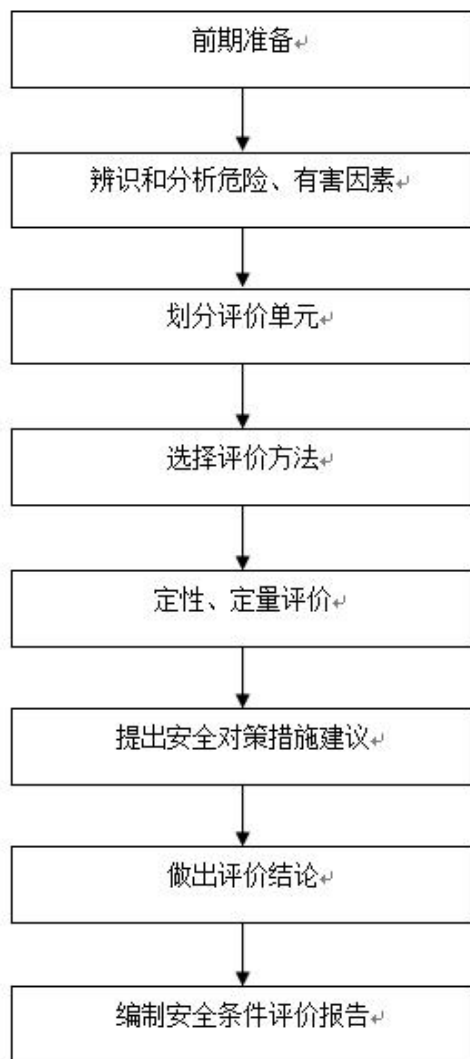 前期准备
辨识和分析危险、有害因素
划分评价单元
选择评价方法
定性、定量评价
提出安全对策措施建议
做出评价结论
编制安全条件评价报告